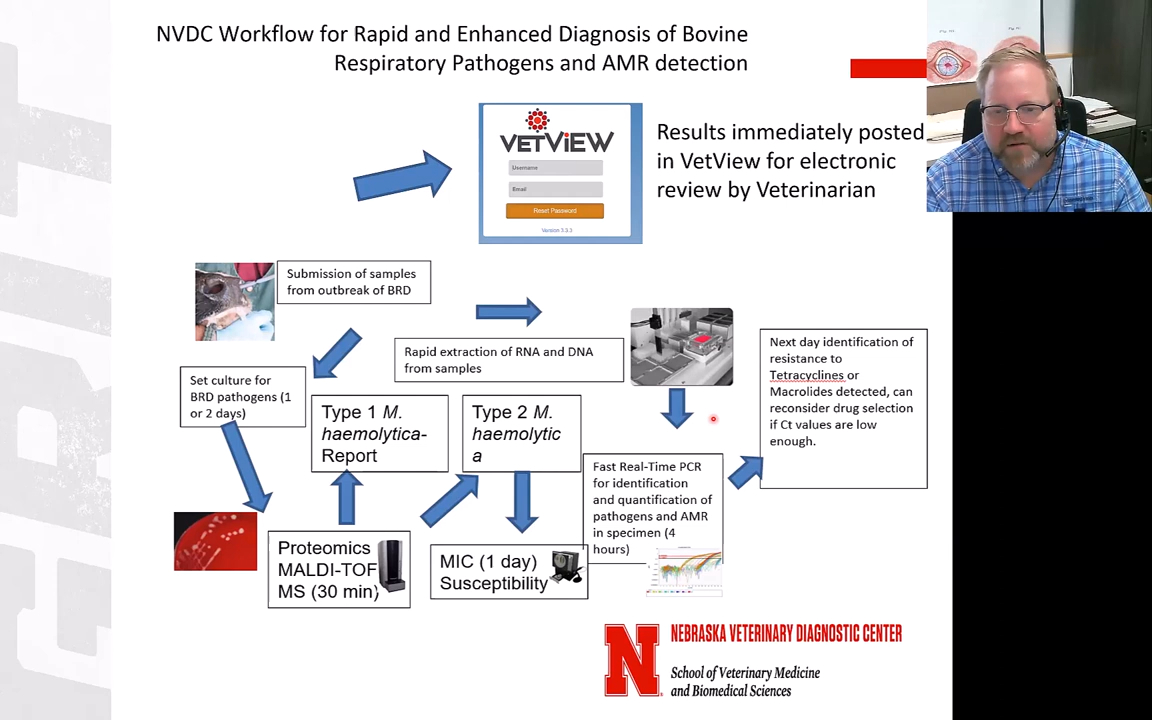 NVDC Workflow for Rapid and Enhanced Diagnosis of Bovine
Respiratory Pathogens and AMR detection
VETVIEW
Username
Email
Reset Password
Version 5.3.3
Results immediately posted
in VetView for electronic
review by Veterinarian
Submission of samples
from outbreak of BRD
Rapid extraction of RNA and DNA
from samples
Next day identification of
resistance to
Tetracyclines or
Macrolides detected, can
reconsider drug selection
if Ct values are low
enough.
Set culture for
BRD pathogens (1
or 2 days)
Type 1 M.
haemolytica-
Report
Type 2 M.
haemolytic
a
Fast Real-Time PCR
for identification
and quantification of
pathogens and AMR
in specimen (4
hours)
Proteomics
MALDI-TOF
MS (30 min)
MIC (1 day)
Susceptibility
N
NEBRASKA VETERINARY DIAGNOSTIC CENTER
School of Veterinary Medicine
and Biomedical Sciences